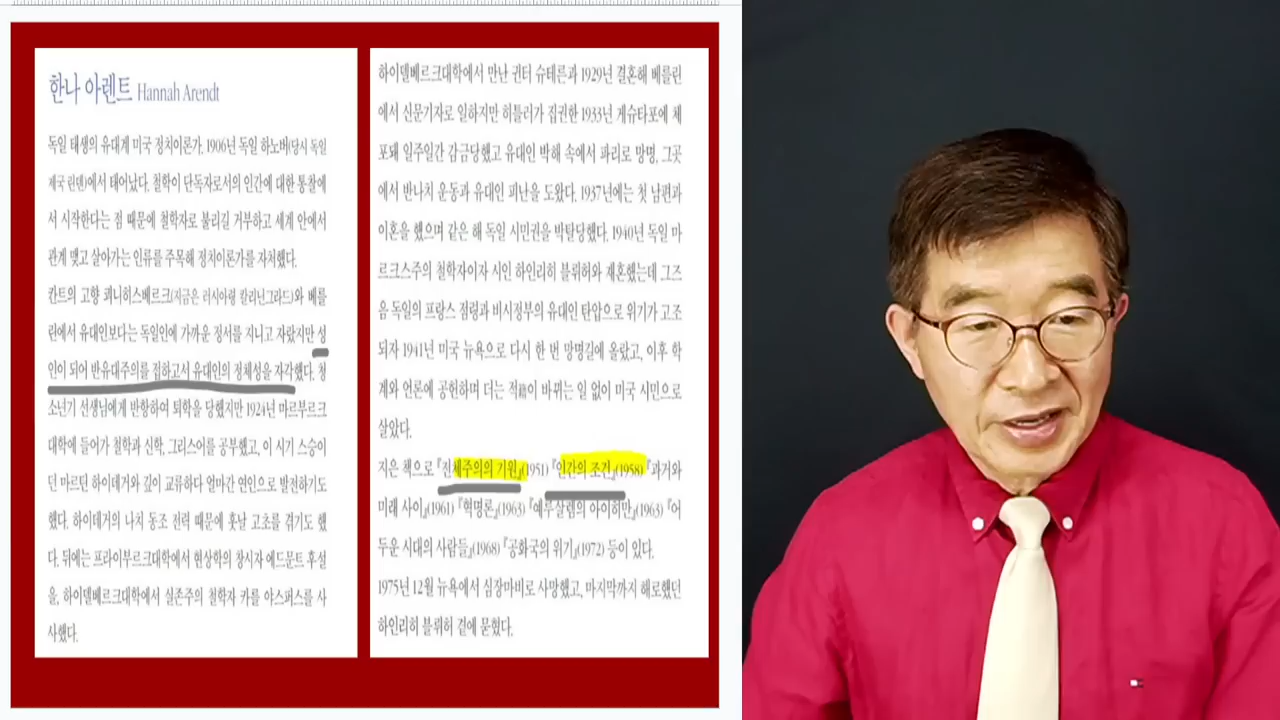 한나 아렌트 Hannah Arendt
독일 태생의 유대계 미국 정치이론가. 1906년 독일 하노버(당시 독일
제국 린덴)에서 태어났다. 철학이 단독자로서의 인간에 대한 통찰에
서 시작한다는 점 때문에 철학자로 불리길 거부하고 세계 안에서
관계 맺고 살아가는 인류를 주목해 정치이론가를 자처했다.
칸트의 고향 쾨니히스베르크(지금은 러시아령 칼리닌그라드)와 베를
린에서 유대인보다는 독일인에 가까운 정서를 지니고 자랐지만 성
인이 되어 반유대주의를 접하고서 유대인의 정체성을 자각했다. 청
소년기 선생님에게 반항하여 퇴학을 당했지만 1924년 마르부르크
대학에 들어가 철학과 신학, 그리스어를 공부했고, 이 시기 스승이
던 마르틴 하이데거와 깊이 교류하다 얼마간 연인으로 발전하기도
했다. 하이데거의 나치 동조 전력 때문에 훗날 고초를 겪기도 했
다. 뒤에는 프라이부르크대학에서 현상학의 창시자 에드문트 후설
을, 하이델베르크대학에서 실존주의 철학자 카를 야스퍼스를 사
사했다.
하이델베르크대학에서 만난 귄터 슈테른과 1929년 결혼해 베를린
에서 신문기자로 일하지만 히틀러가 집권한 1933년 게슈타포에 체
포돼 일주일간 감금당했고 유대인 박해 속에서 파리로 망명, 그곳
에서 반나치 운동과 유대인 피난을 도왔다. 1937년에는 첫 남편과
이혼을 했으며 같은 해 독일 시민권을 박탈당했다. 1940년 독일 마
르크스주의 철학자이자 시인 하인리히 블뤼허와 재혼했는데 그즈
음 독일의 프랑스 점령과 비시정부의 유대인 탄압으로 위기가 고조
되자 1941년 미국 뉴욕으로 다시 한 번 망명길에 올랐고, 이후 학
계와 언론에 공헌하며 더는 적籍이 바뀌는 일 없이 미국 시민으로
살았다.
지은 책으로 『전체주의의 기원』(1951) 『인간의 조건』(1958) 『과거와
미래 사이』(1961) 『혁명론』(1963) 『예루살렘의 아이히만』(1963) 『어
두운 시대의 사람들』(1968) 『공화국의 위기』(1972) 등이 있다.
1975년 12월 뉴욕에서 심장마비로 사망했고, 마지막까지 해로했던
하인리히 블뤼허 곁에 묻혔다.